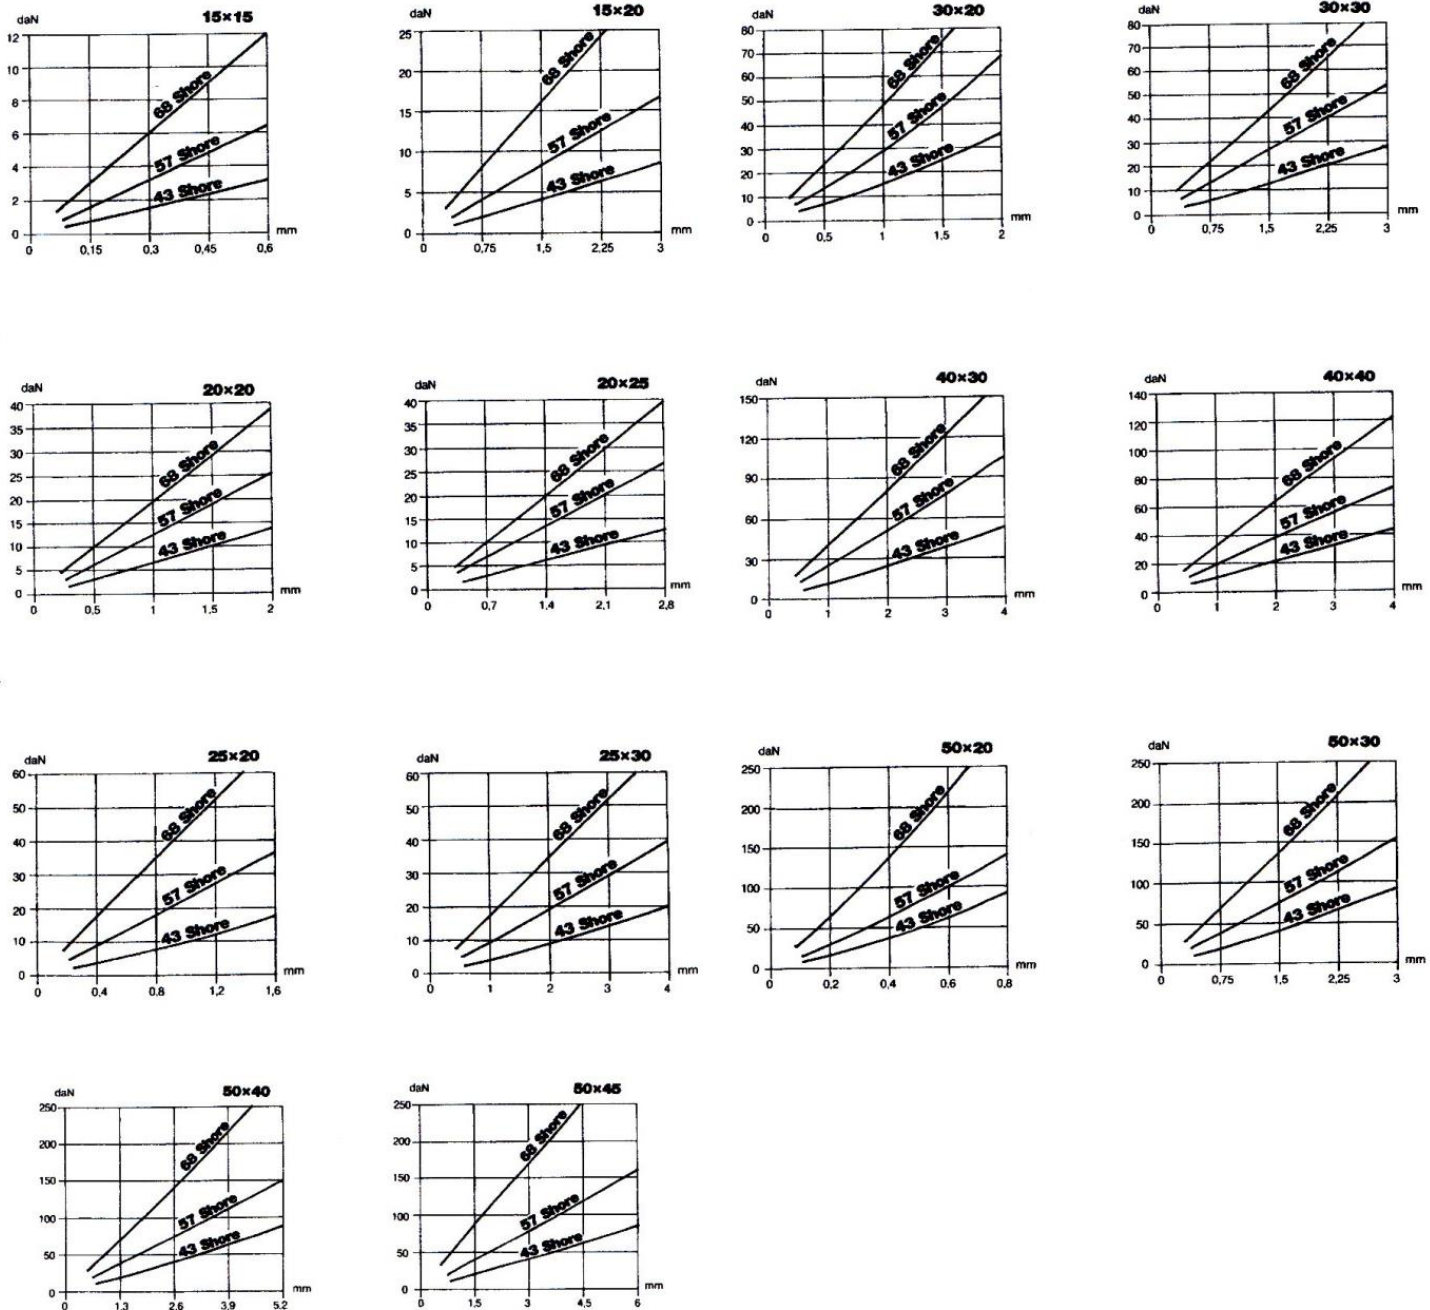 daN 15×15
12
10
8
6
4
2
0
68 Shore
57 Shore
43 Shore
0 0,15 0,3 0,45 0,6 mm
daN 15×20
25
20
15
10
5
0
68 Shore
57 Shore
43 Shore
0 0,75 1,5 2,25 3 mm
daN 30×20
80
70
60
50
40
30
20
10
0
68 Shore
57 Shore
43 Shore
0 0,5 1 1,5 2 mm
daN 30×30
80
70
60
50
40
30
20
10
0
68 Shore
57 Shore
43 Shore
0 0,75 1,5 2,25 3 mm
daN 20×20
40
35
30
25
20
15
10
5
0
68 Shore
57 Shore
43 Shore
0 0,5 1 1,5 2 mm
daN 20×25
40
35
30
25
20
15
10
5
0
68 Shore
57 Shore
43 Shore
0 0,7 1,4 2,1 2,8 mm
daN 40×30
150
120
90
60
30
0
68 Shore
57 Shore
43 Shore
0 1 2 3 4 mm
daN 40×40
140
120
100
80
60
40
20
0
68 Shore
57 Shore
43 Shore
0 1 2 3 4 mm
daN 25×20
60
50
40
30
20
10
0
68 Shore
57 Shore
43 Shore
0 0,4 0,8 1,2 1,6 mm
daN 25×30
60
50
40
30
20
10
0
68 Shore
57 Shore
43 Shore
0 1 2 3 4 mm
daN 50×20
250
200
150
100
50
0
68 Shore
57 Shore
43 Shore
0 0,2 0,4 0,6 0,8 mm
daN 50×30
250
200
150
100
50
0
68 Shore
57 Shore
43 Shore
0 0,75 1,5 2,25 3 mm
daN 50×40
250
200
150
100
50
0
68 Shore
57 Shore
43 Shore
0 1,3 2,6 3,9 5,2 mm
daN 50×45
250
200
150
100
50
0
68 Shore
57 Shore
43 Shore
0 1,5 3 4,5 6 mm